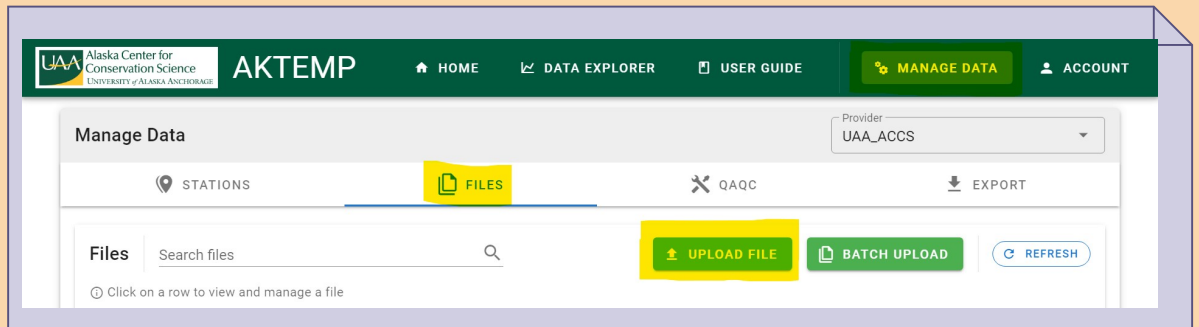 UAA Alaska Center for
Conservation Science
UNIVERSITY of ALASKA ANCHORAGE
AKTEMP
HOME
DATA EXPLORER
USER GUIDE
MANAGE DATA
ACCOUNT
Manage Data
Provider
UAA_ACCS
STATIONS
FILES
QAQC
EXPORT
Files
Search files
UPLOAD FILE
BATCH UPLOAD
REFRESH
Click on a row to view and manage a file